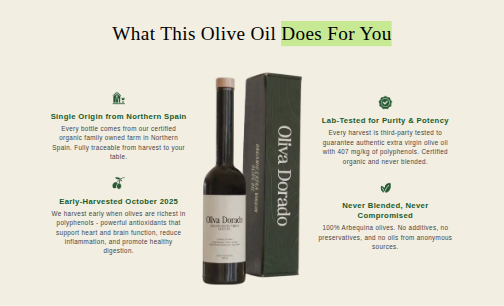 What This Olive Oil Does For You
Single Origin from Northern Spain
Every bottle comes from our certified
organic family owned farm in Northern
Spain. Fully traceable from harvest to your
table.
Early-Harvested October 2025
We harvest early when olives are richest in
polyphenols - powerful antioxidants that
support heart and brain function, reduce
inflammation, and promote healthy
digestion.
Oliva Dorado
Oliva Dorado
Lab-Tested for Purity & Potency
Every harvest is third-party tested to
guarantee authentic extra virgin olive oil
with 407 mg/kg of polyphenols. Certified
organic and never blended.
Never Blended, Never
Compromised
100% Arbequina olives. No additives, no
preservatives, and no oils from anonymous
sources.